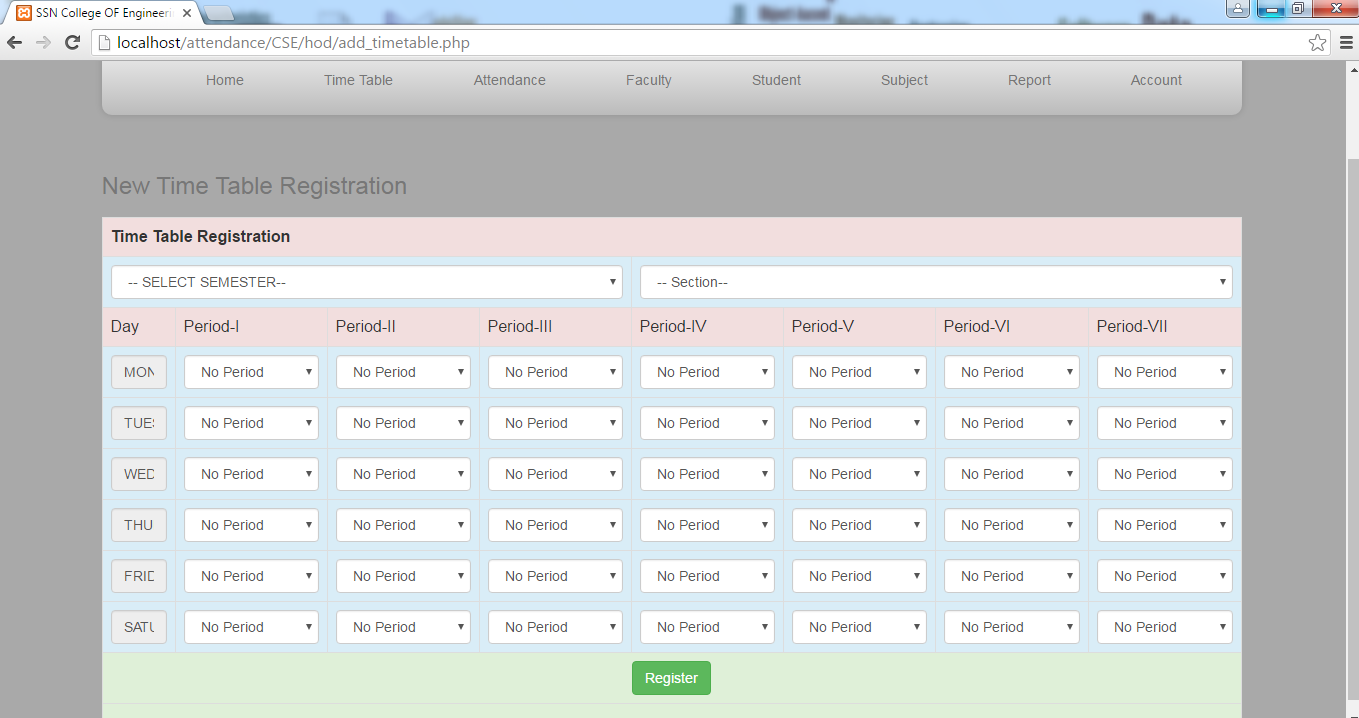 SSN College OF Engineeri
localhost/attendance/CSE/hod/add_timetable.php
Home Time Table Attendance Faculty Student Subject Report Account
New Time Table Registration
Time Table Registration
-- SELECT SEMESTER-- -- Section--
Day Period-I Period-II Period-III Period-IV Period-V Period-VI Period-VII
MON No Period No Period No Period No Period No Period No Period No Period
TUES No Period No Period No Period No Period No Period No Period No Period
WED No Period No Period No Period No Period No Period No Period No Period
THU No Period No Period No Period No Period No Period No Period No Period
FRID No Period No Period No Period No Period No Period No Period No Period
SATU No Period No Period No Period No Period No Period No Period No Period
Register